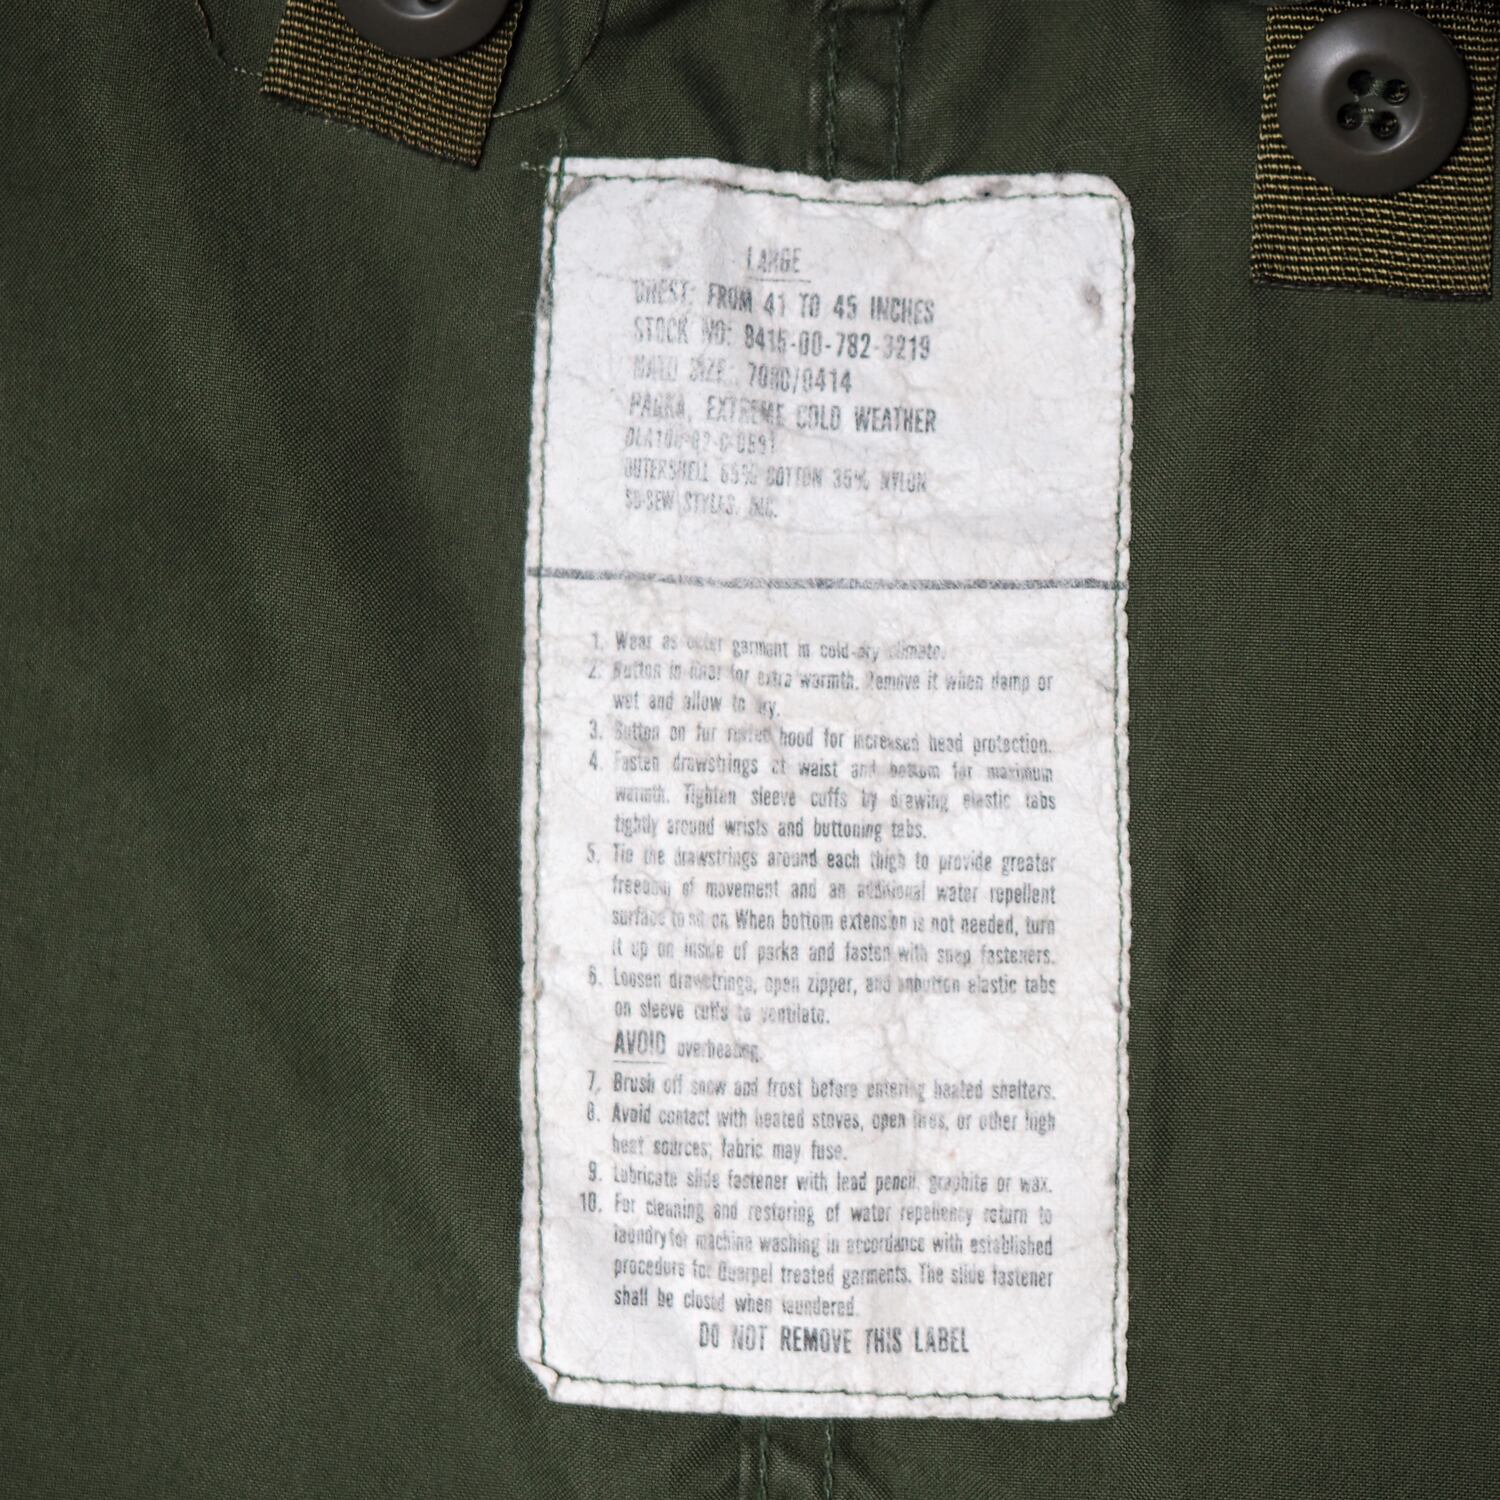 LARGE
CHEST: FROM 41 TO 45 INCHES
STOCK NO: 8415-00-782-3219
NATO SIZE: 7080/0414
PARKA, EXTREME COLD WEATHER
OUTERSHELL 65% COTTON 35% NYLON
SO-SEW STYLES, INC.
1. Wear as outer garment in cold-dry climate.
2. Button in liner for extra warmth. Remove it when damp or
wet and allow to dry.
3. Button on fur ruffed hood for increased head protection.
4. Fasten drawstrings at waist and bottom for maximum
warmth. Tighten sleeve cuffs by drawing elastic tabs
tightly around wrists and buttoning tabs.
5. Tie the drawstrings around each thigh to provide greater
freedom of movement and an additional water repellent
surface to sit on. When bottom extension is not needed, turn
it up on inside of parka and fasten with snap fasteners.
6. Loosen drawstrings, open zipper, and unbutton elastic tabs
on sleeve cuffs to ventilate.
AVOID overheating.
7. Brush off snow and frost before entering heated shelters.
8. Avoid contact with heated stoves, open fires, or other high
heat sources; fabric may fuse.
9. Lubricate slide fastener with lead pencil, graphite or wax.
10. For cleaning and restoring of water repellency return to
laundry for machine washing in accordance with established
procedure for Quarpel treated garments. The slide fastener
shall be closed when laundered.
DO NOT REMOVE THIS LABEL